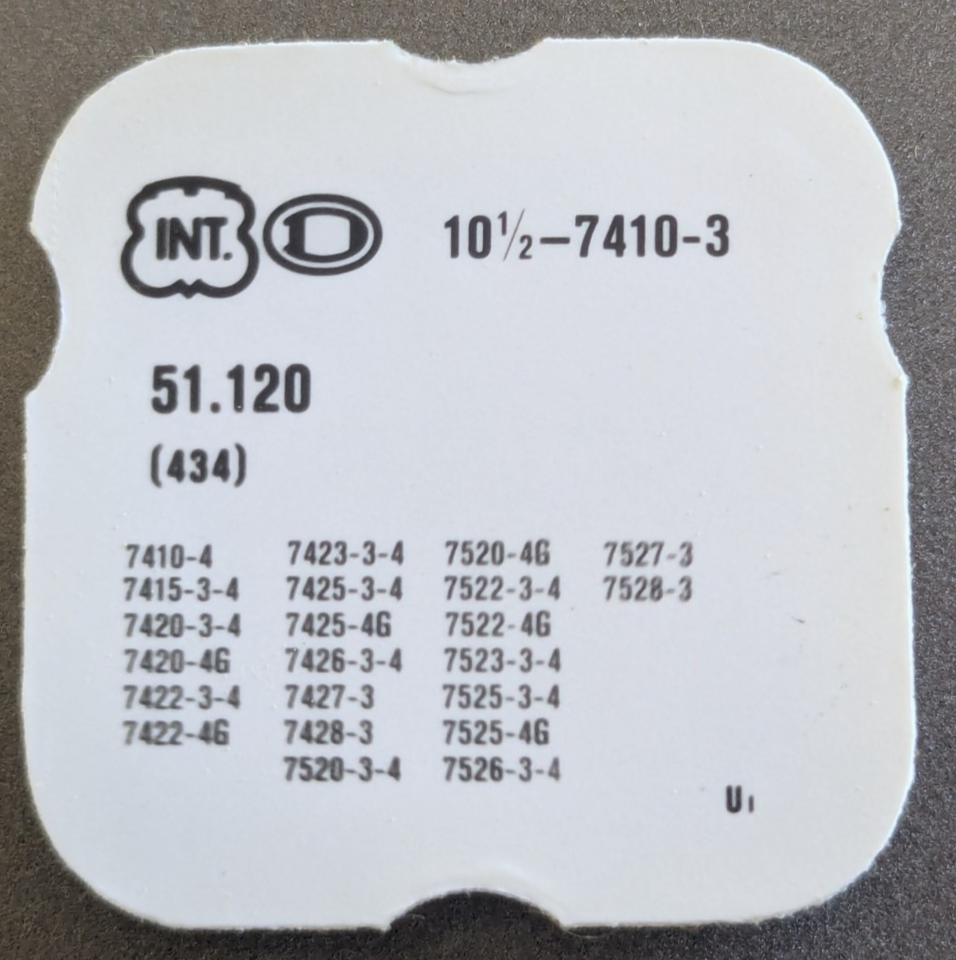 INT. D 10½–7410-3
51.120
(434)
7410-4 7423-3-4 7520-4G 7527-3
7415-3-4 7425-3-4 7522-3-4 7528-3
7420-3-4 7425-4G 7522-4G
7420-4G 7426-3-4 7523-3-4
7422-3-4 7427-3 7525-3-4
7422-4G 7428-3 7525-4G
7520-3-4 7526-3-4
U1